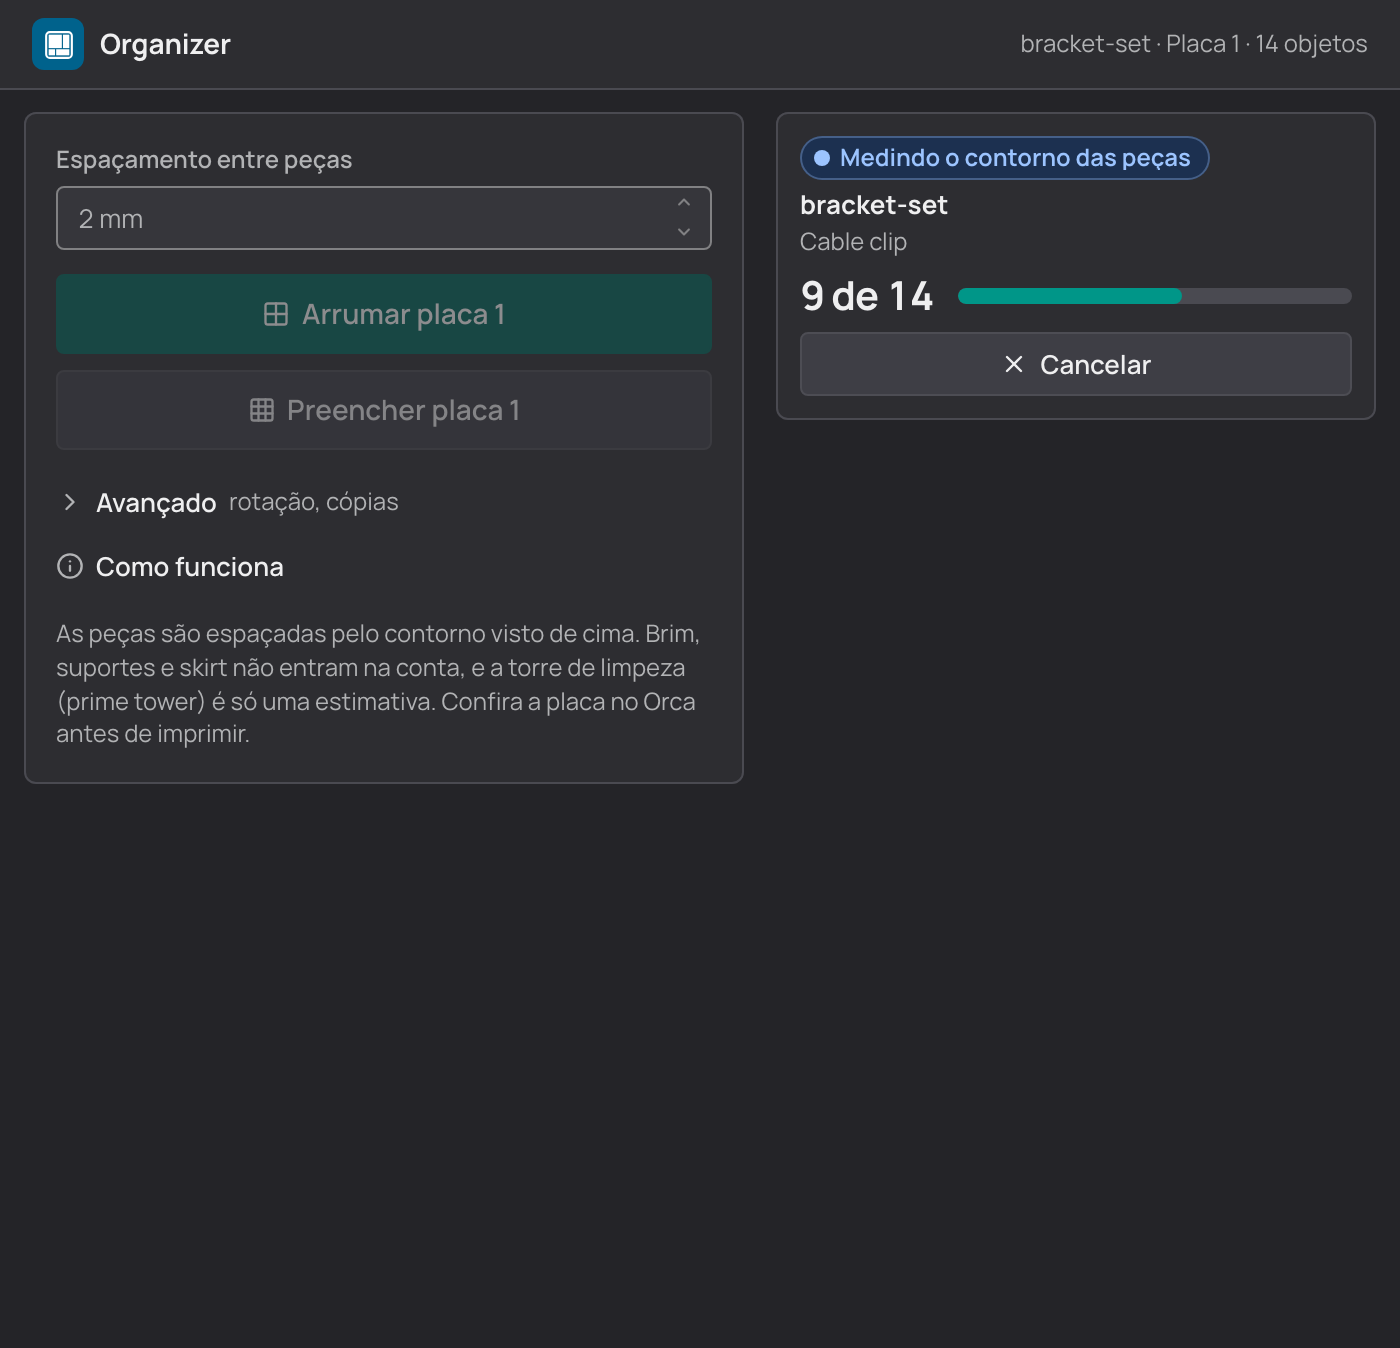 Organizer
bracket-set · Placa 1 · 14 objetos
Espaçamento entre peças
2 mm
Arrumar placa 1
Preencher placa 1
Avançado rotação, cópias
Como funciona
As peças são espaçadas pelo contorno visto de cima. Brim,
suportes e skirt não entram na conta, e a torre de limpeza
(prime tower) é só uma estimativa. Confira a placa no Orca
antes de imprimir.
Medindo o contorno das peças
bracket-set
Cable clip
9 de 14
Cancelar